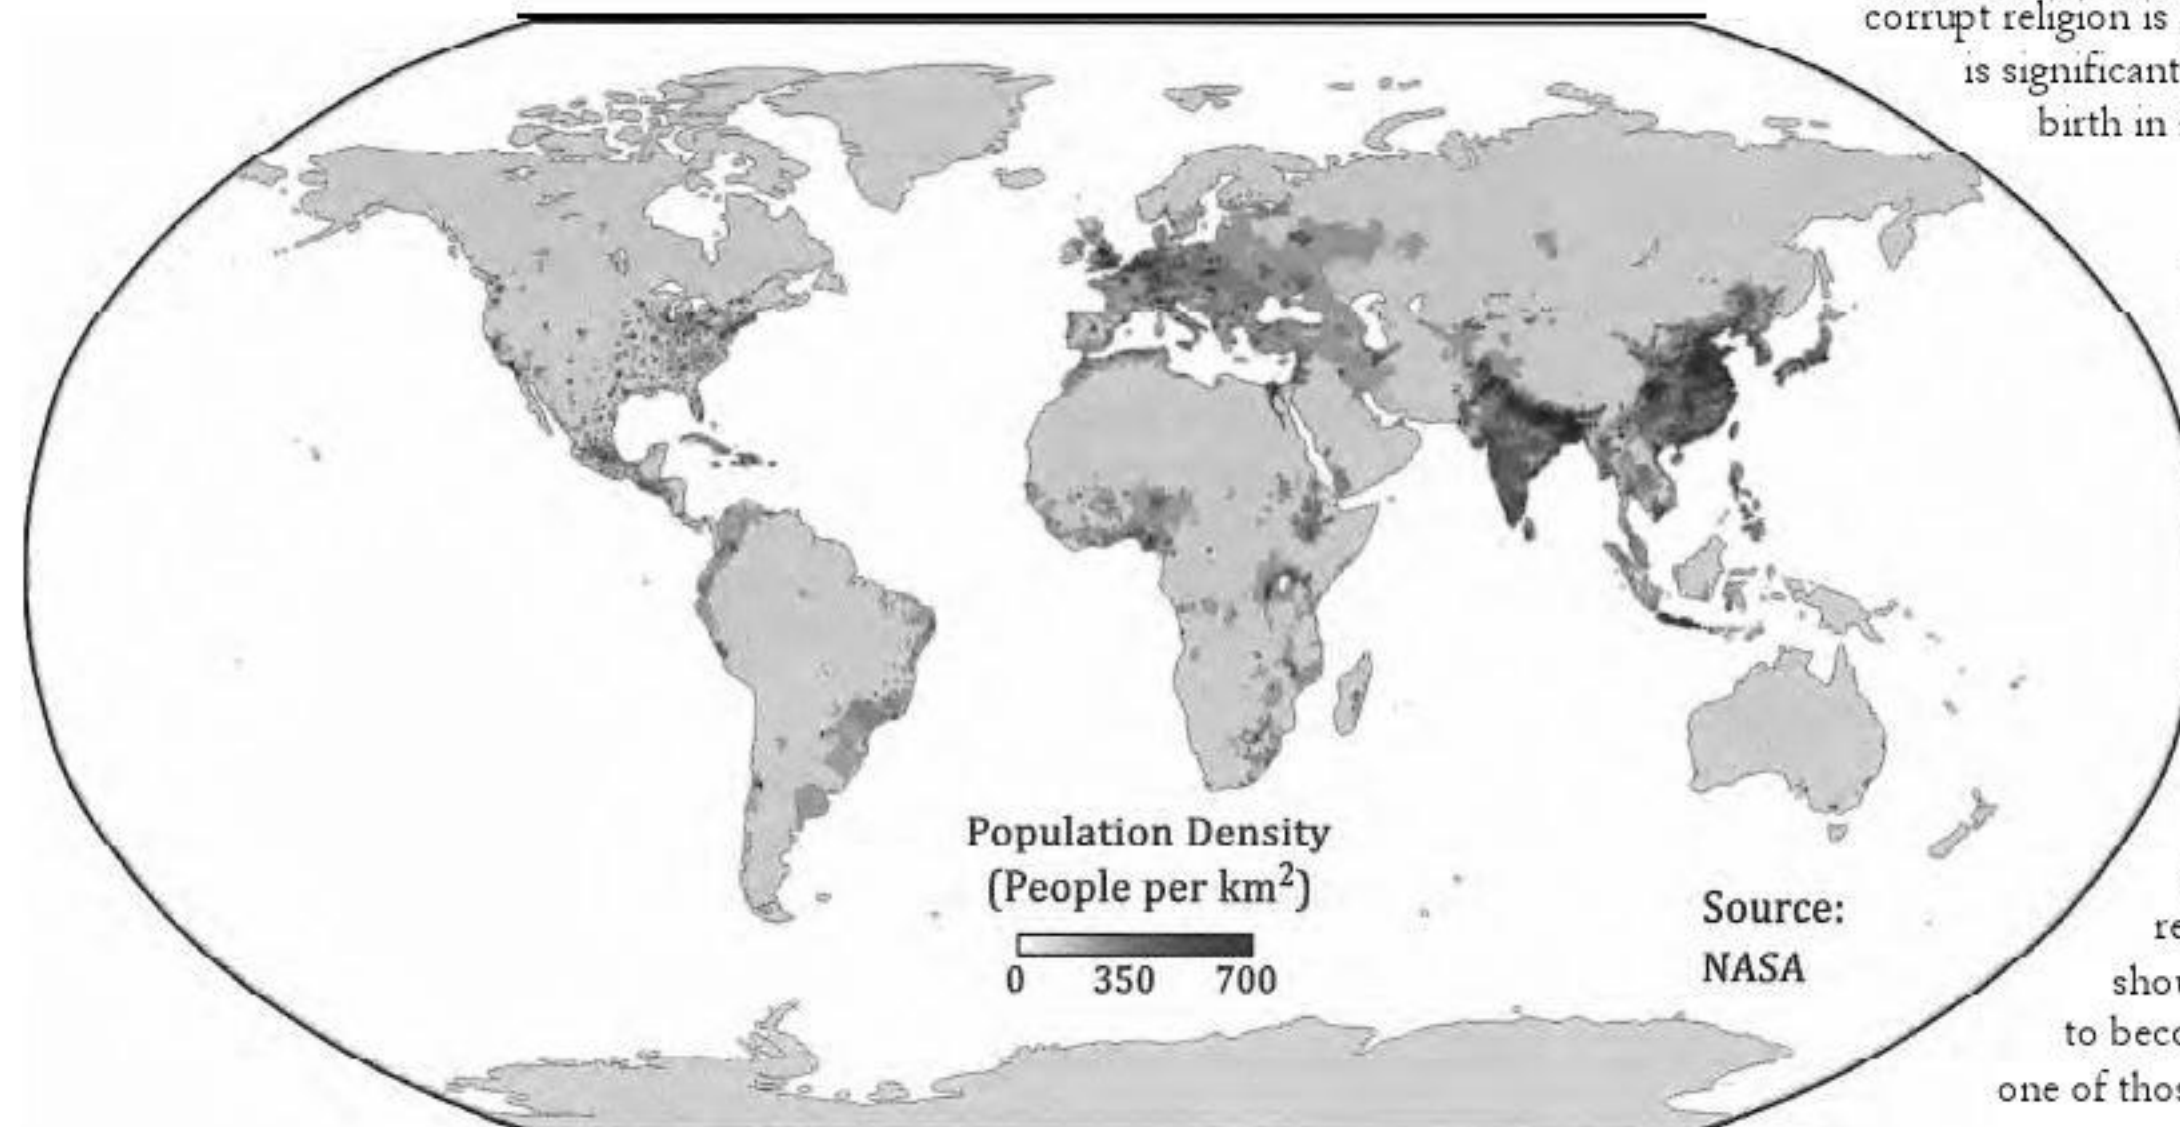 corrupt religion is
is significant
birth in
Population Density
(People per km²)
0 350 700
Source:
NASA
shou
to beco
one of thos